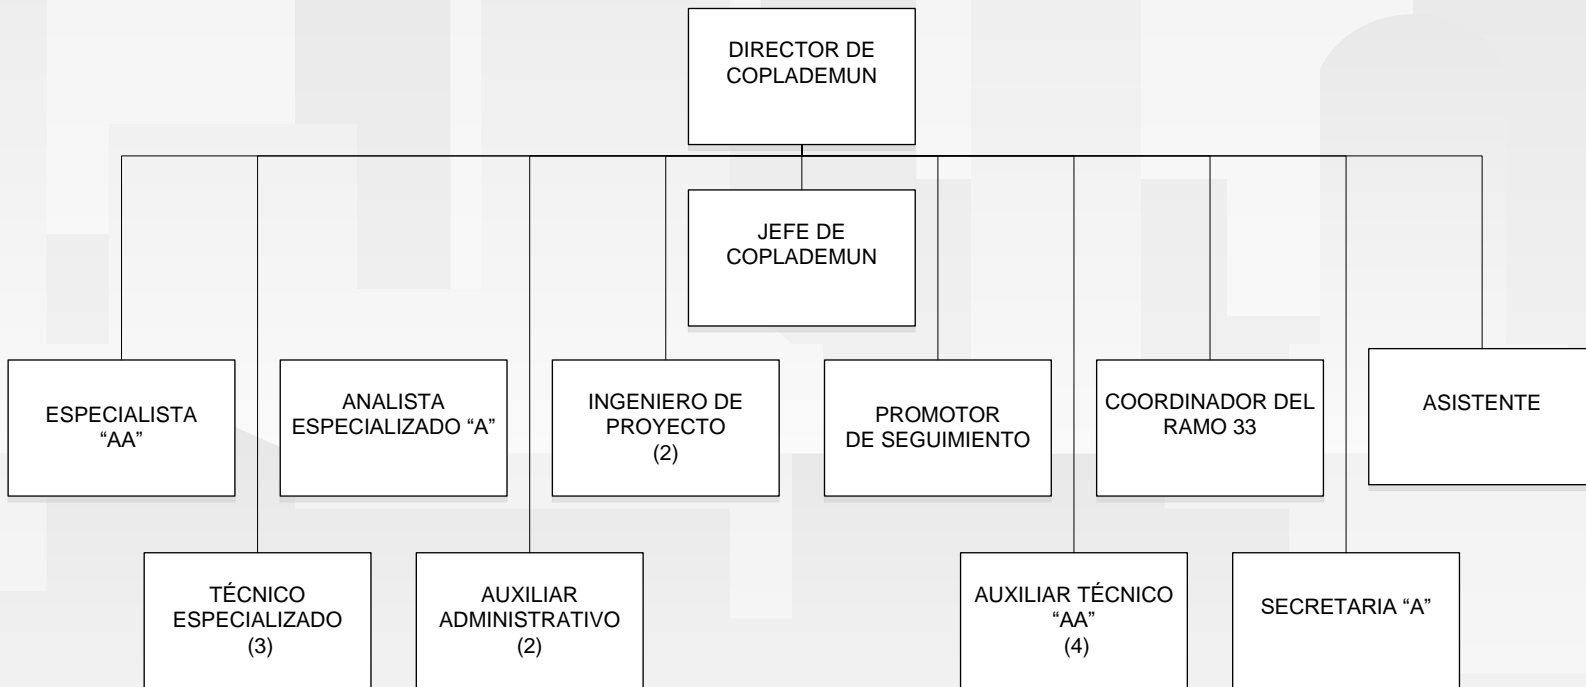 DIRECTOR DE
COPLADEMUN
JEFE DE
COPLADEMUN
ESPECIALISTA
“AA”
ANALISTA
ESPECIALIZADO “A”
INGENIERO DE
PROYECTO
(2)
PROMOTOR
DE SEGUIMIENTO
COORDINADOR DEL
RAMO 33
ASISTENTE
TÉCNICO
ESPECIALIZADO
(3)
AUXILIAR
ADMINISTRATIVO
(2)
AUXILIAR TÉCNICO
“AA”
(4)
SECRETARIA “A”